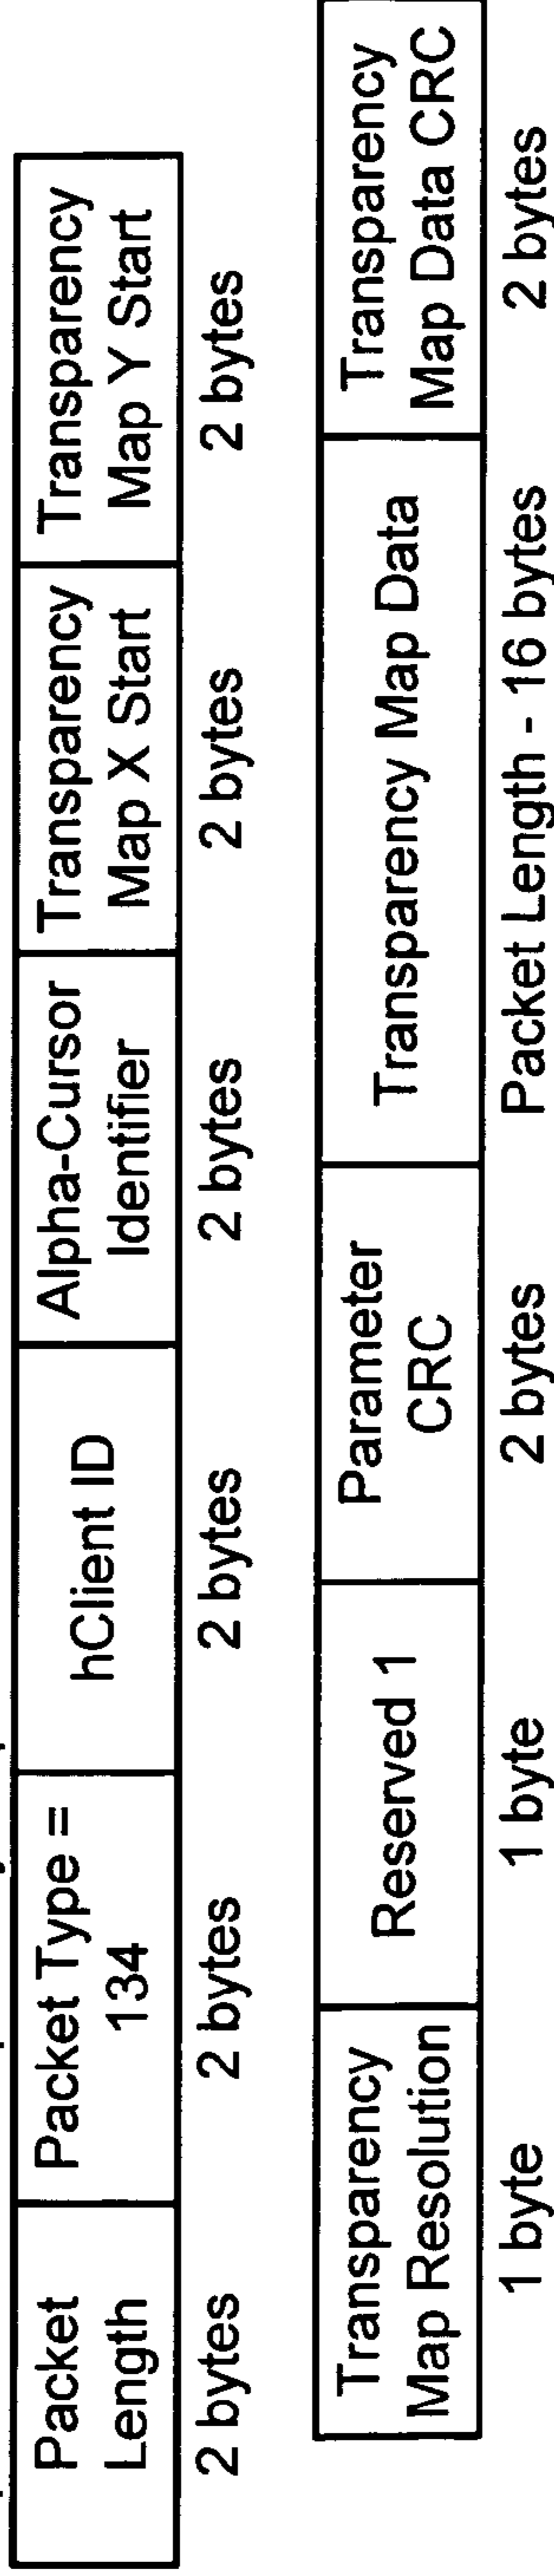 Packet
Length
Packet Type =
134
hClient ID
Alpha-Cursor
Identifier
Transparency
Map X Start
Transparency
Map Y Start
2 bytes
2 bytes
2 bytes
2 bytes
2 bytes
2 bytes
Transparency
Map Resolution
Reserved 1
Parameter
CRC
Transparency Map Data
Transparency
Map Data CRC
1 byte
1 byte
2 bytes
Packet Length - 16 bytes
2 bytes